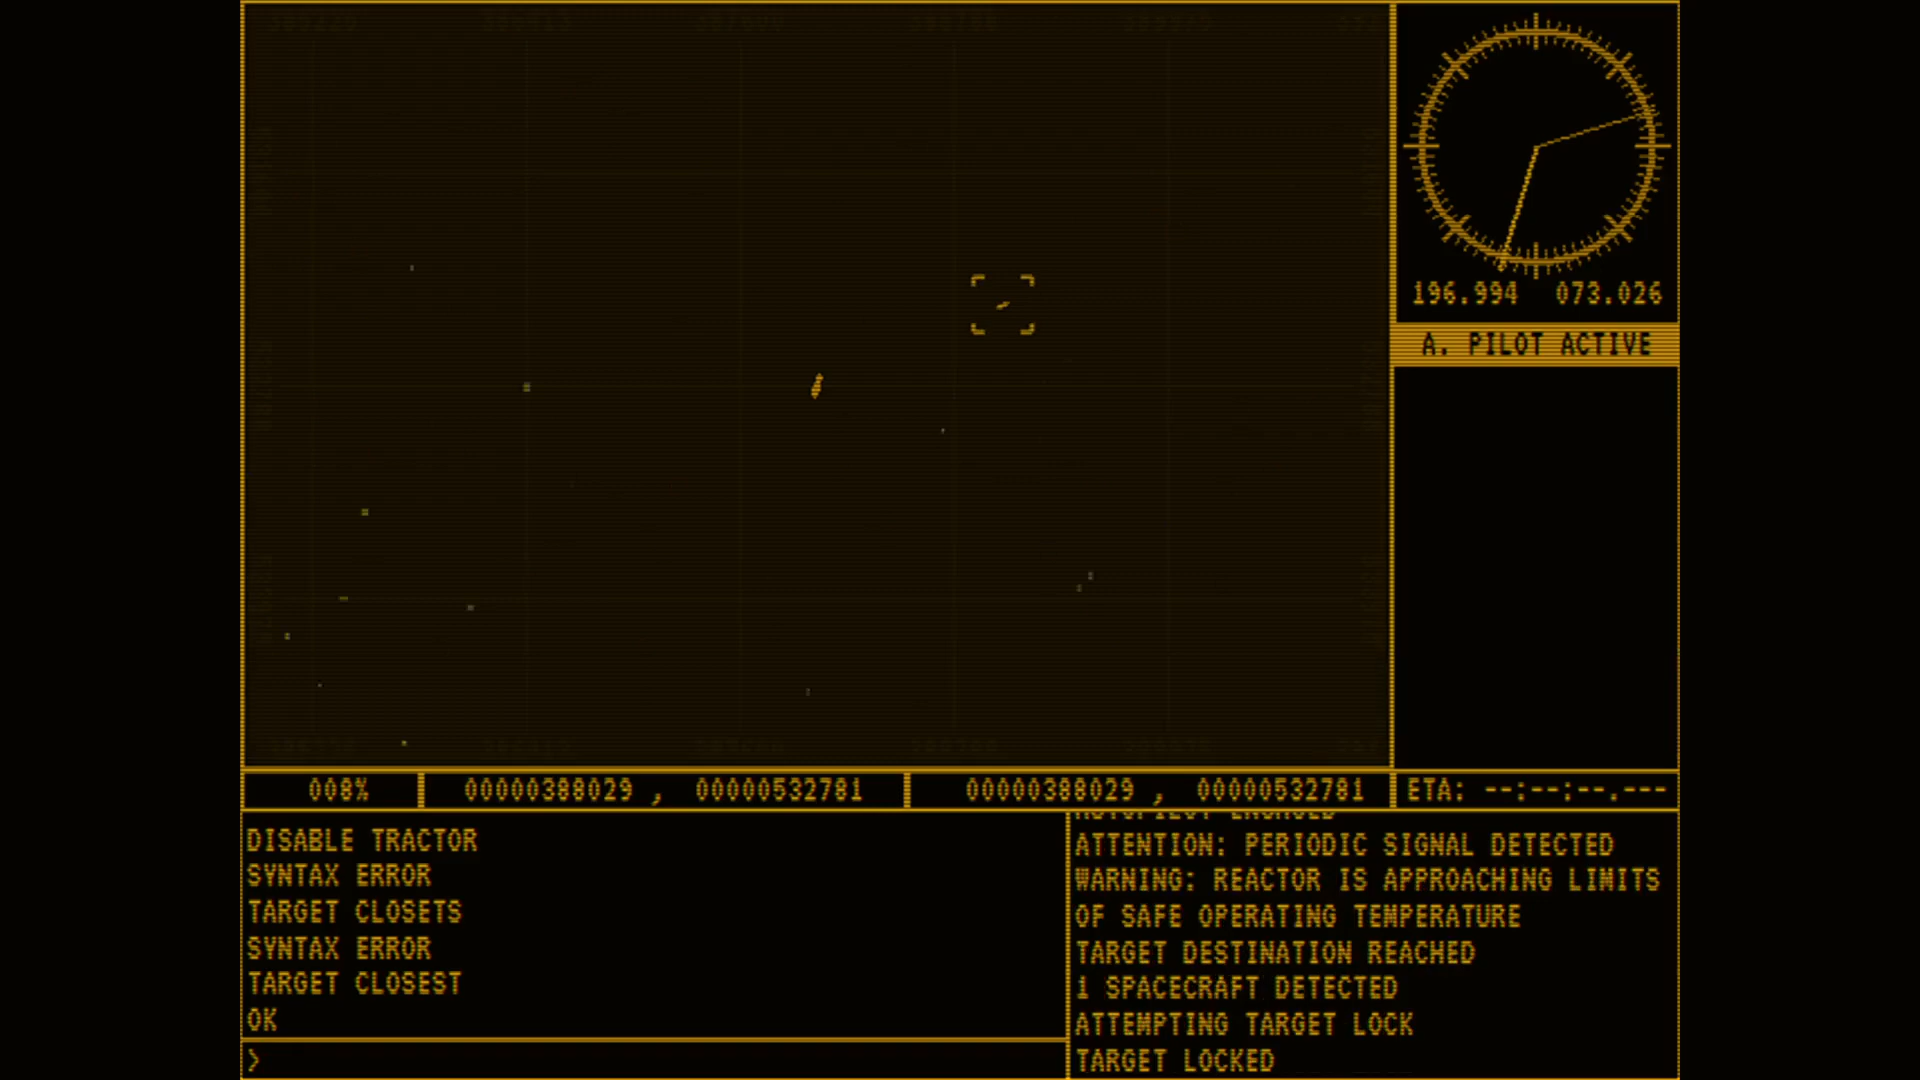 196.994 073.026
A. PILOT ACTIVE
008% 00000388029 , 00000532781 00000388029 , 00000532781 ETA: --:--:--.---
DISABLE TRACTOR
SYNTAX ERROR
TARGET CLOSETS
SYNTAX ERROR
TARGET CLOSEST
OK
>
AUTOPILOT ENGAGED
ATTENTION: PERIODIC SIGNAL DETECTED
WARNING: REACTOR IS APPROACHING LIMITS
OF SAFE OPERATING TEMPERATURE
TARGET DESTINATION REACHED
1 SPACECRAFT DETECTED
ATTEMPTING TARGET LOCK
TARGET LOCKED